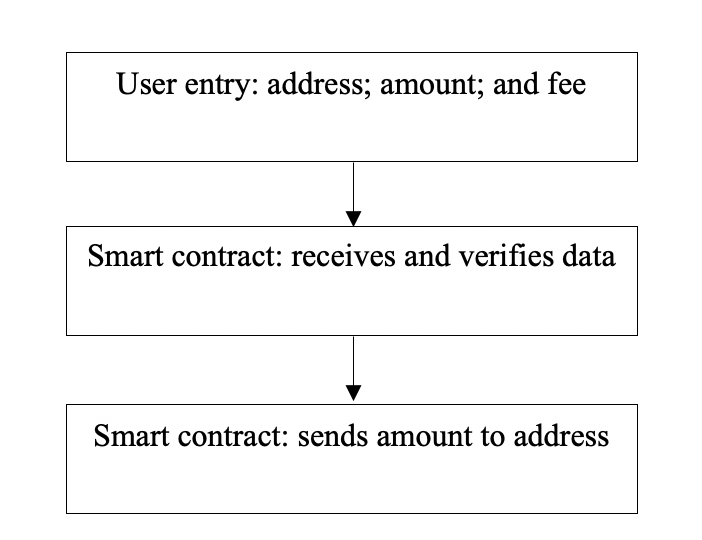 User entry: address; amount; and fee
Smart contract: receives and verifies data
Smart contract: sends amount to address